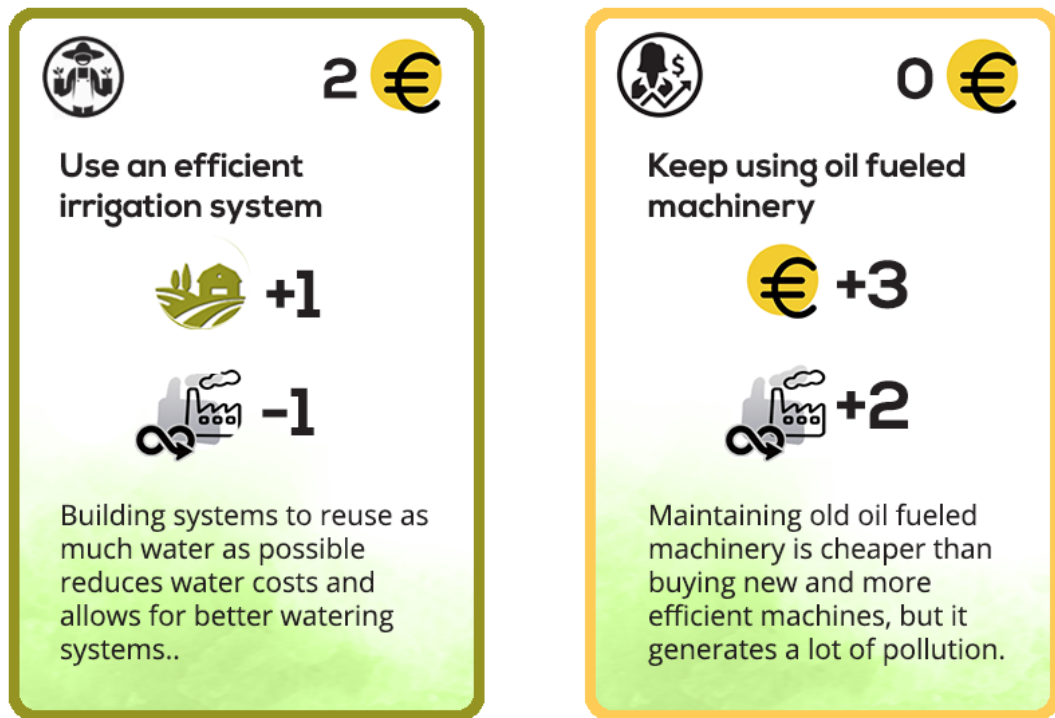 2 €
Use an efficient
irrigation system
+1
-1
Building systems to reuse as
much water as possible
reduces water costs and
allows for better watering
systems..
$
0 €
Keep using oil fueled
machinery
€ +3
+2
Maintaining old oil fueled
machinery is cheaper than
buying new and more
efficient machines, but it
generates a lot of pollution.